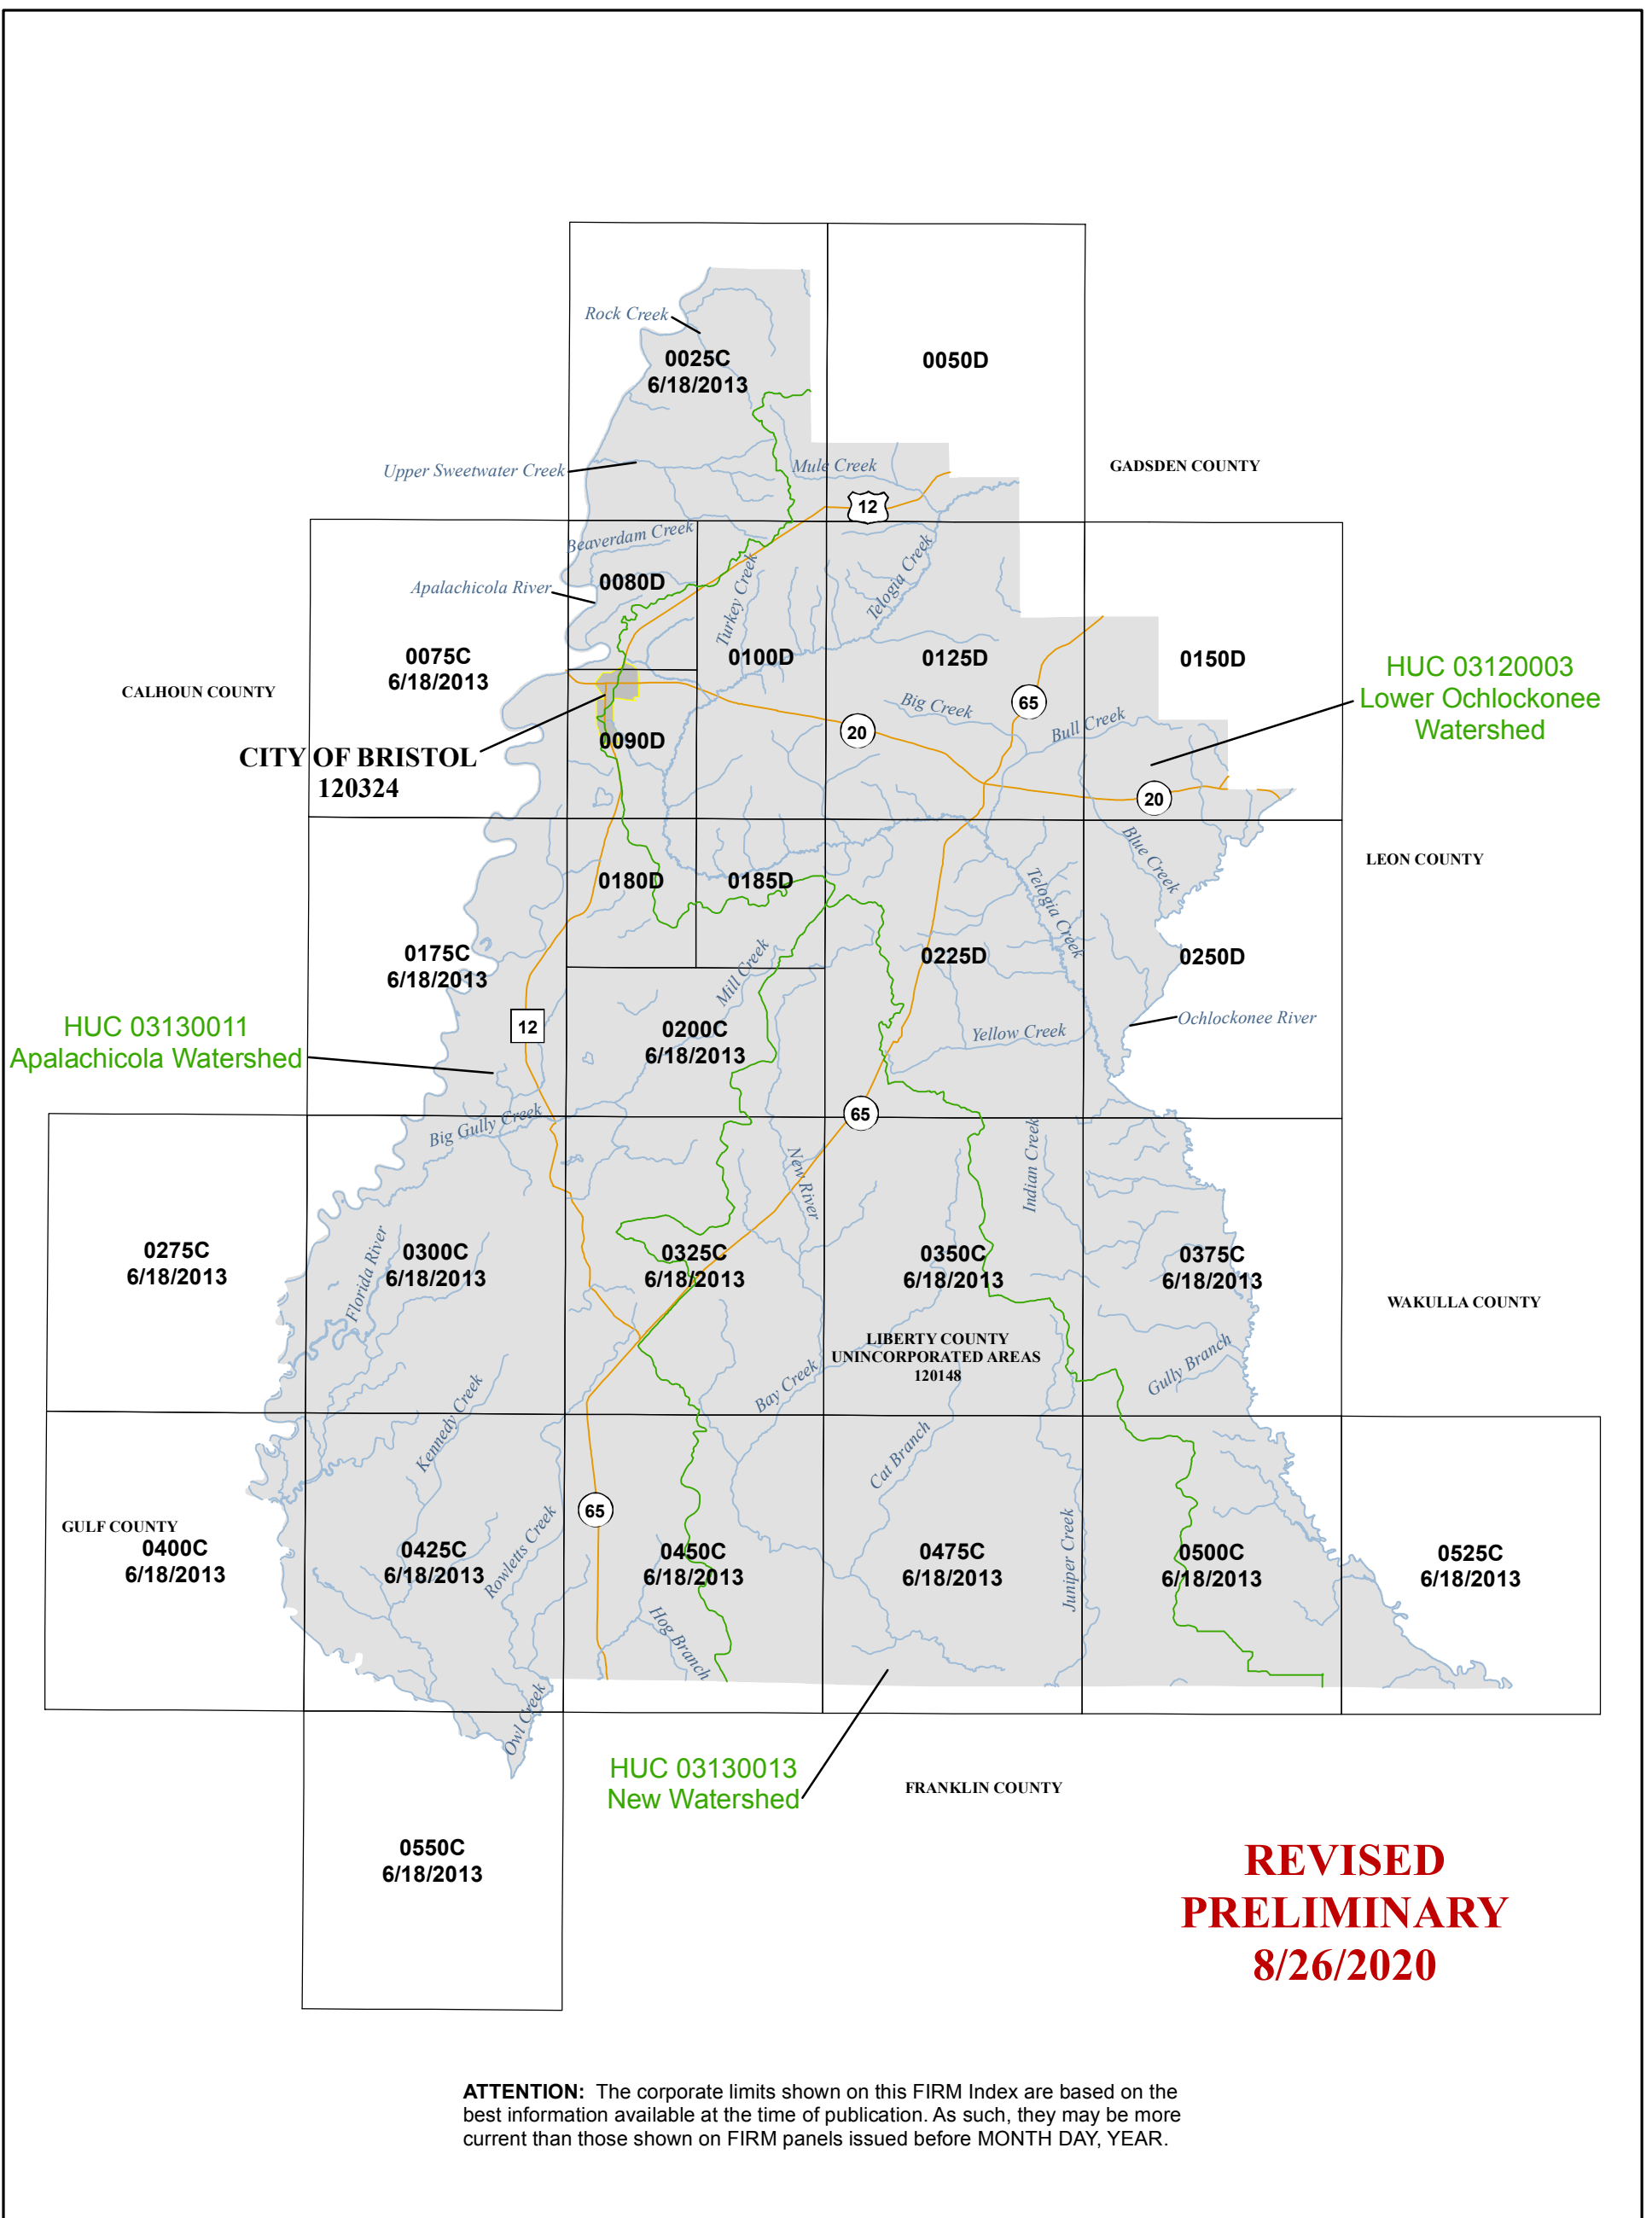 Rock Creek
0025C
6/18/2013
0050D
Upper Sweetwater Creek
Mule Creek
GADSDEN COUNTY
12
Beaverdam Creek
Apalachicola River
0080D
Turkey Creek
Telogia Creek
0075C
6/18/2013
0100D
0125D
0150D
CALHOUN COUNTY
HUC 03120003
Lower Ochlockonee
Watershed
65
Big Creek
Bull Creek
20
0090D
CITY OF BRISTOL
120324
20
Blue Creek
LEON COUNTY
0180D
0185D
Telogia Creek
0175C
6/18/2013
Mill Creek
0225D
0250D
HUC 03130011
Apalachicola Watershed
12
0200C
6/18/2013
Yellow Creek
Ochlockonee River
Big Gully Creek
65
New River
Indian Creek
0275C
6/18/2013
Florida River
0300C
6/18/2013
0325C
6/18/2013
0350C
6/18/2013
0375C
6/18/2013
WAKULLA COUNTY
LIBERTY COUNTY
UNINCORPORATED AREAS
120148
Gully Branch
Bay Creek
Kennedy Creek
Cat Branch
GULF COUNTY
0400C
6/18/2013
0425C
6/18/2013
Rowletts Creek
65
0450C
6/18/2013
0475C
6/18/2013
Juniper Creek
0500C
6/18/2013
0525C
6/18/2013
Hog Branch
Owl Creek
HUC 03130013
New Watershed
FRANKLIN COUNTY
0550C
6/18/2013
REVISED
PRELIMINARY
8/26/2020
ATTENTION: The corporate limits shown on this FIRM Index are based on the
best information available at the time of publication. As such, they may be more
current than those shown on FIRM panels issued before MONTH DAY, YEAR.